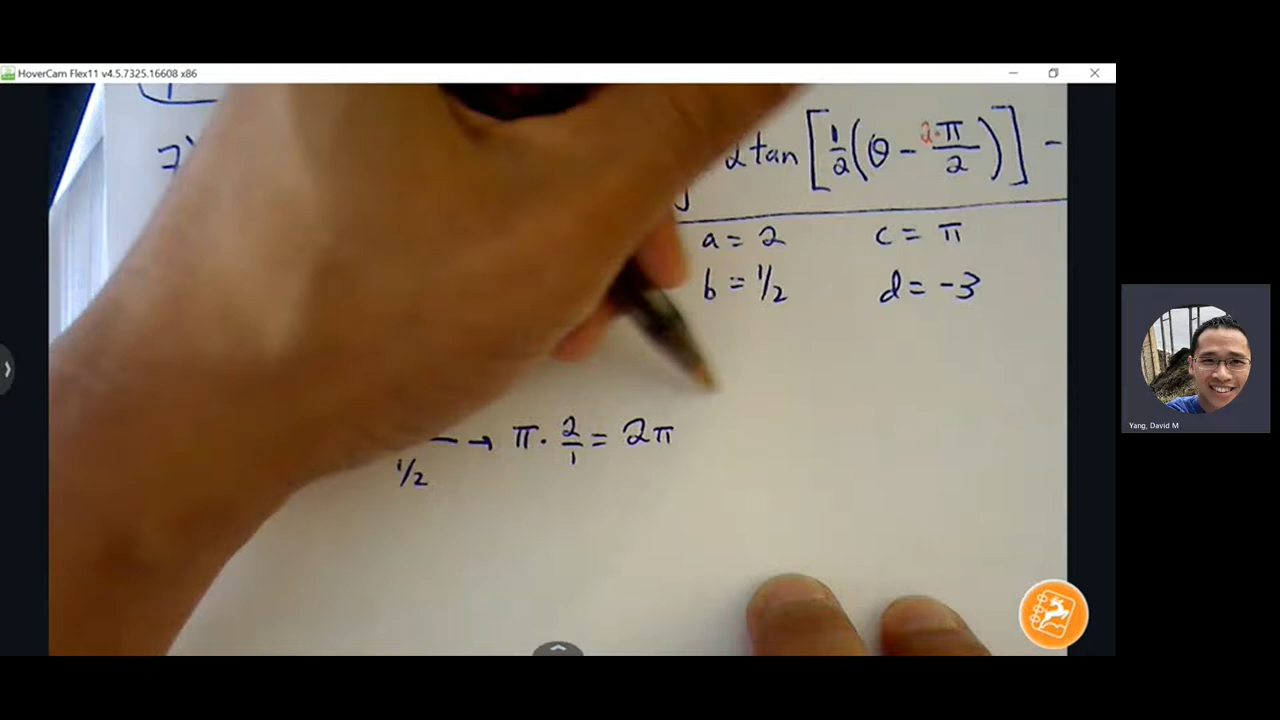 HoverCam Flex11 v4.5.7325.16608 x86
7)
2 tan [1/2(θ - 2·π/2)] -
a = 2 c = π
b = 1/2 d = -3
→ π · 2/1 = 2π
1/2
Yang, David M